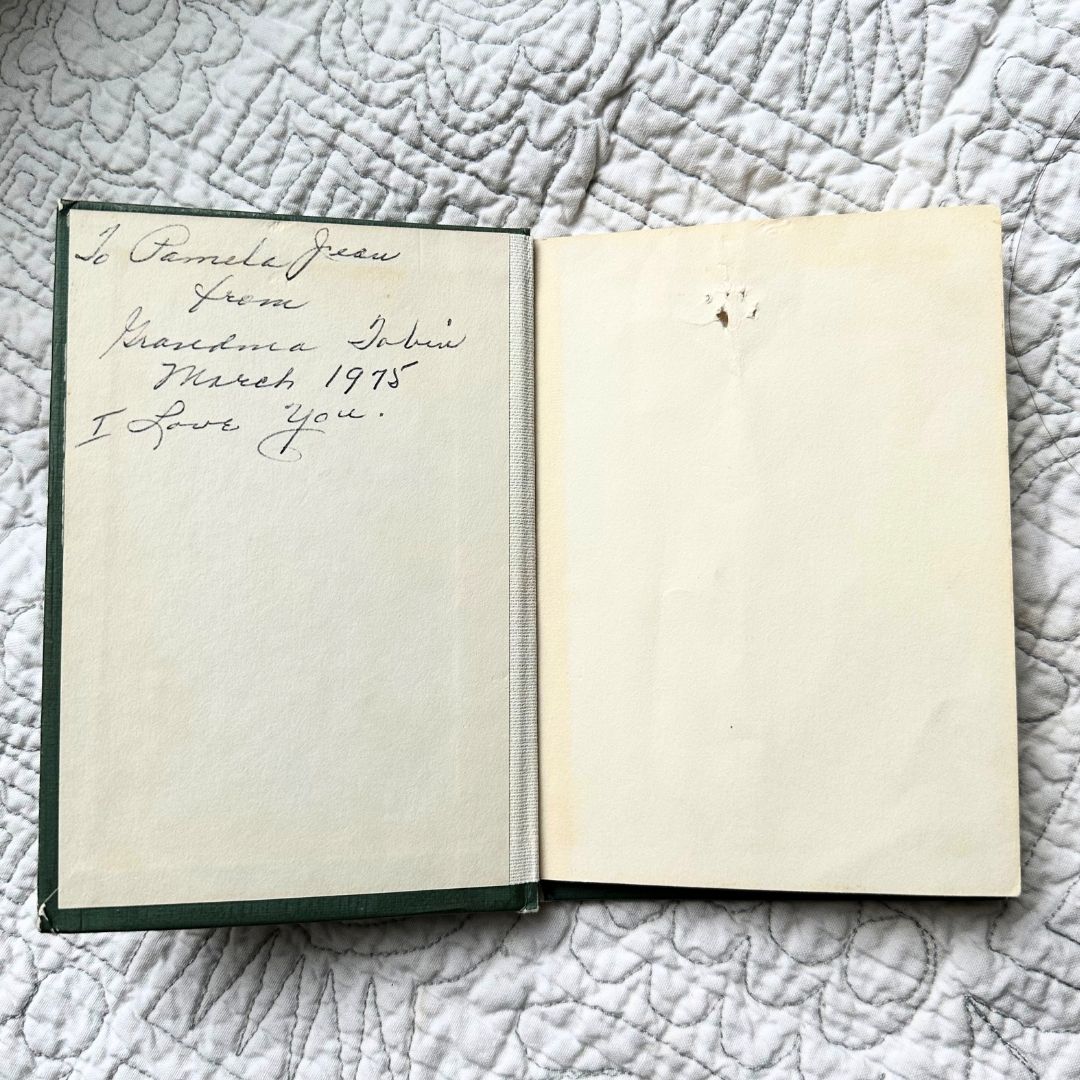 To Pamela Jean
from
Grandma Tobin
March 1975
I Love You.